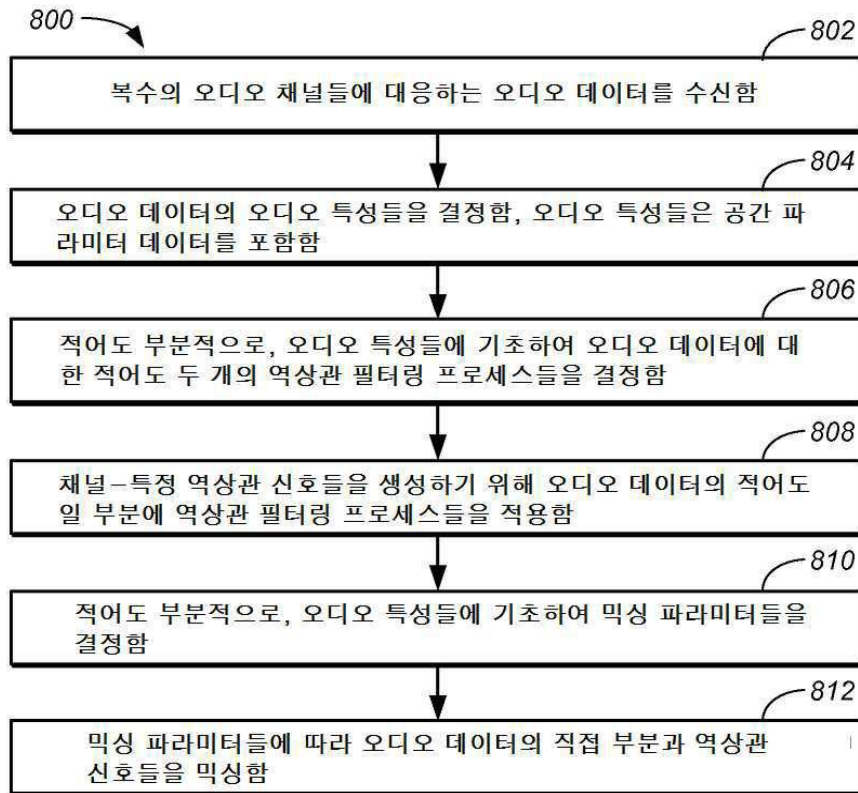 800
802
복수의 오디오 채널들에 대응하는 오디오 데이터를 수신함
804
오디오 데이터의 오디오 특성들을 결정함, 오디오 특성들은 공간 파
라미터 데이터를 포함함
806
적어도 부분적으로, 오디오 특성들에 기초하여 오디오 데이터에 대
한 적어도 두 개의 역상관 필터링 프로세스들을 결정함
808
채널-특정 역상관 신호들을 생성하기 위해 오디오 데이터의 적어도
일 부분에 역상관 필터링 프로세스들을 적용함
810
적어도 부분적으로, 오디오 특성들에 기초하여 믹싱 파라미터들을
결정함
812
믹싱 파라미터들에 따라 오디오 데이터의 직접 부분과 역상관
신호들을 믹싱함